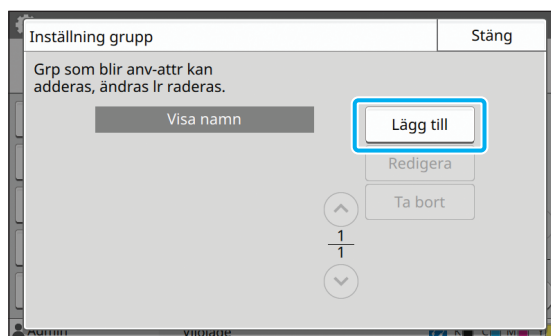 Inställning grupp
Stäng
Grp som blir anv-attr kan
adderas, ändras lr raderas.
Visa namn
Lägg till
Redigera
Ta bort
1
1
Admin
Viloläge
K C M Y